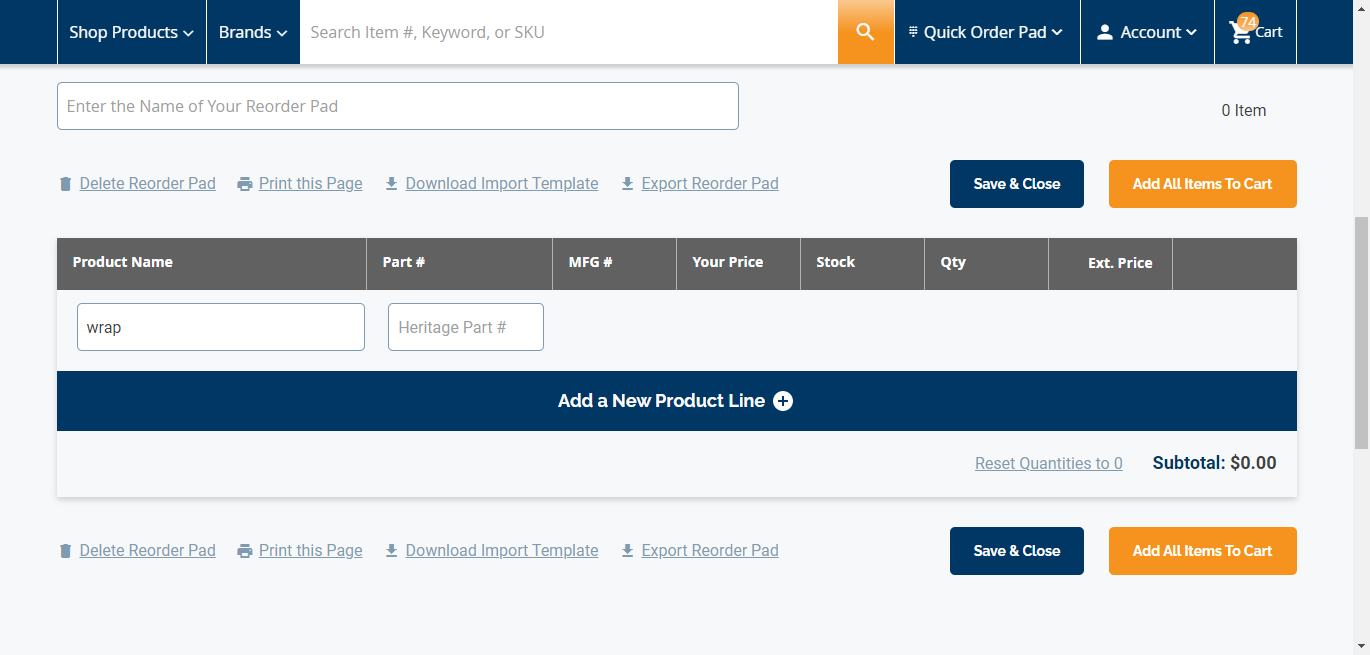 Shop Products Brands Search Item #, Keyword, or SKU Quick Order Pad Account 74 Cart
Enter the Name of Your Reorder Pad 0 Item
Delete Reorder Pad Print this Page Download Import Template Export Reorder Pad Save & Close Add All Items To Cart
Product Name Part # MFG # Your Price Stock Qty Ext. Price
wrap Heritage Part #
Add a New Product Line
Reset Quantities to 0 Subtotal: $0.00
Delete Reorder Pad Print this Page Download Import Template Export Reorder Pad Save & Close Add All Items To Cart